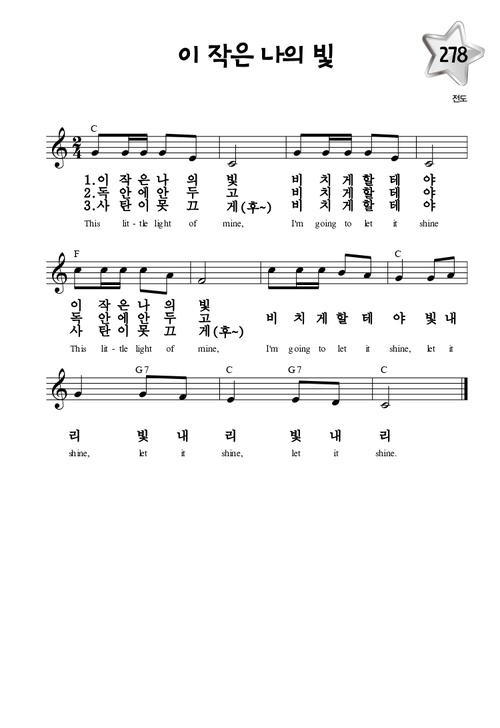 이 작은 나의 빛
278
전도
C
1.이 작 은 나 의 빛 비 치 게 할 테 야
2.독 안 에 안 두 고 비 치 게 할 테 야
3.사 탄 이 못 끄 게(후~) 비 치 게 할 테 야
This lit - tle light of mine, I'm going to let it shine
F C
이 작 은 나 의 빛
독 안 에 안 두 고 비 치 게 할 테 야 빛 내
사 탄 이 못 끄 게(후~)
This lit - tle light of mine, I'm going to let it shine, let it
G7 C G7 C
리 빛 내 리 빛 내 리
shine, let it shine, let it shine.